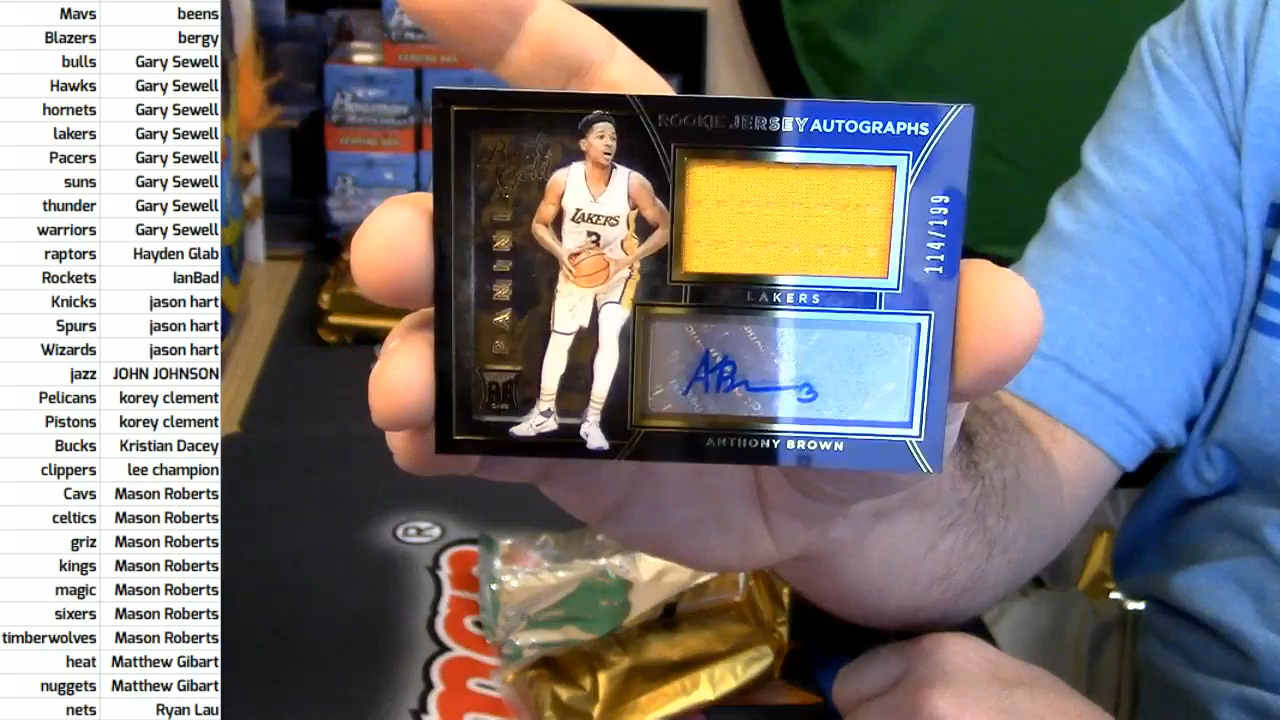 Mavs beens
Blazers bergy
bulls Gary Sewell
Hawks Gary Sewell
hornets Gary Sewell
lakers Gary Sewell
Pacers Gary Sewell
suns Gary Sewell
thunder Gary Sewell
warriors Gary Sewell
raptors Hayden Glab
Rockets IanBad
Knicks jason hart
Spurs jason hart
Wizards jason hart
jazz JOHN JOHNSON
Pelicans korey clement
Pistons korey clement
Bucks Kristian Dacey
clippers lee champion
Cavs Mason Roberts
celtics Mason Roberts
griz Mason Roberts
kings Mason Roberts
magic Mason Roberts
sixers Mason Roberts
timberwolves Mason Roberts
heat Matthew Gibart
nuggets Matthew Gibart
nets Ryan Lau
ROOKIE JERSEY AUTOGRAPHS
PANINI
LAKERS
3
114/199
LAKERS
ANTHONY BROWN
®